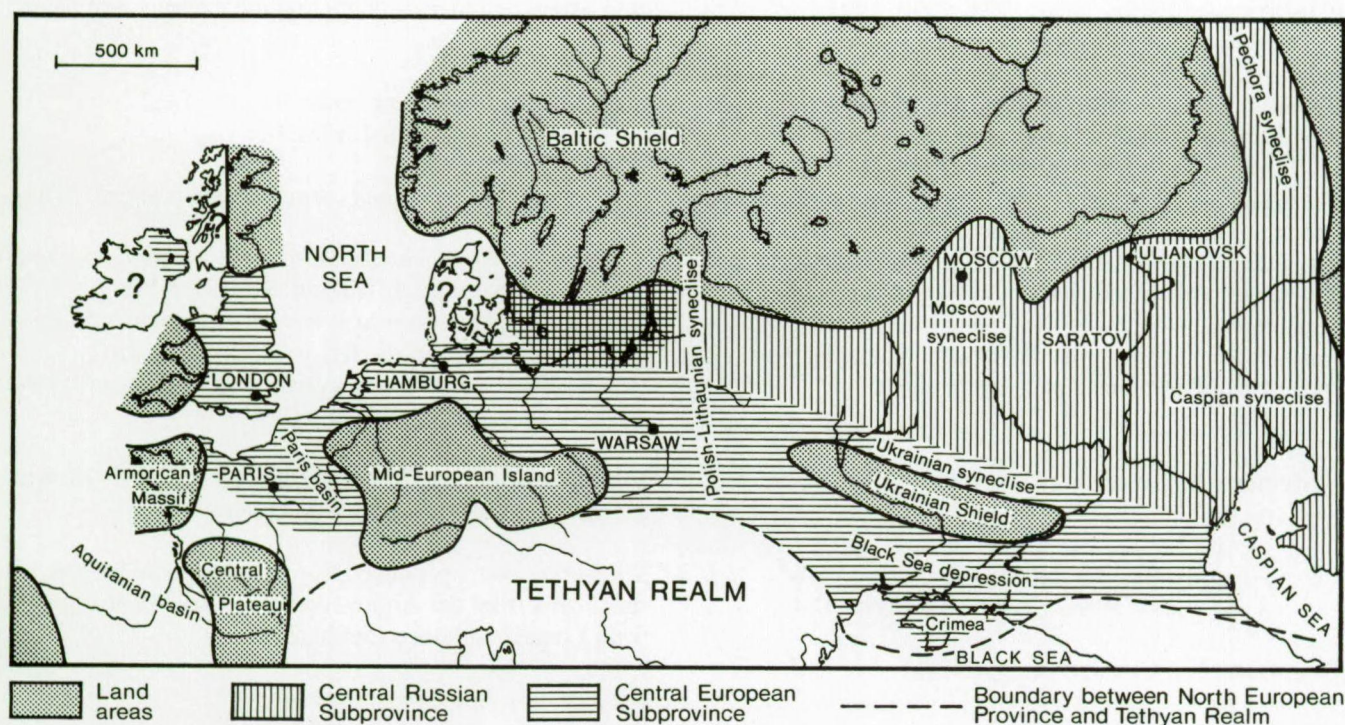 500 km
Pechora syneclise
Baltic Shield
NORTH
SEA
?
?
MOSCOW
ULIANOVSK
Moscow
syneclise
Polish-Lithaunian syneclise
SARATOV
LONDON
HAMBURG
Caspian syneclise
WARSAW
Armorican
Massif
PARIS
Paris
basin
Mid-European Island
Ukrainian syneclise
Ukrainian Shield
Aquitanian basin
Central
Plateau
TETHYAN REALM
Black Sea depression
Crimea
BLACK SEA
CASPIAN SEA
Land
areas
Central Russian
Subprovince
Central European
Subprovince
Boundary between North European
Province and Tethyan Realm